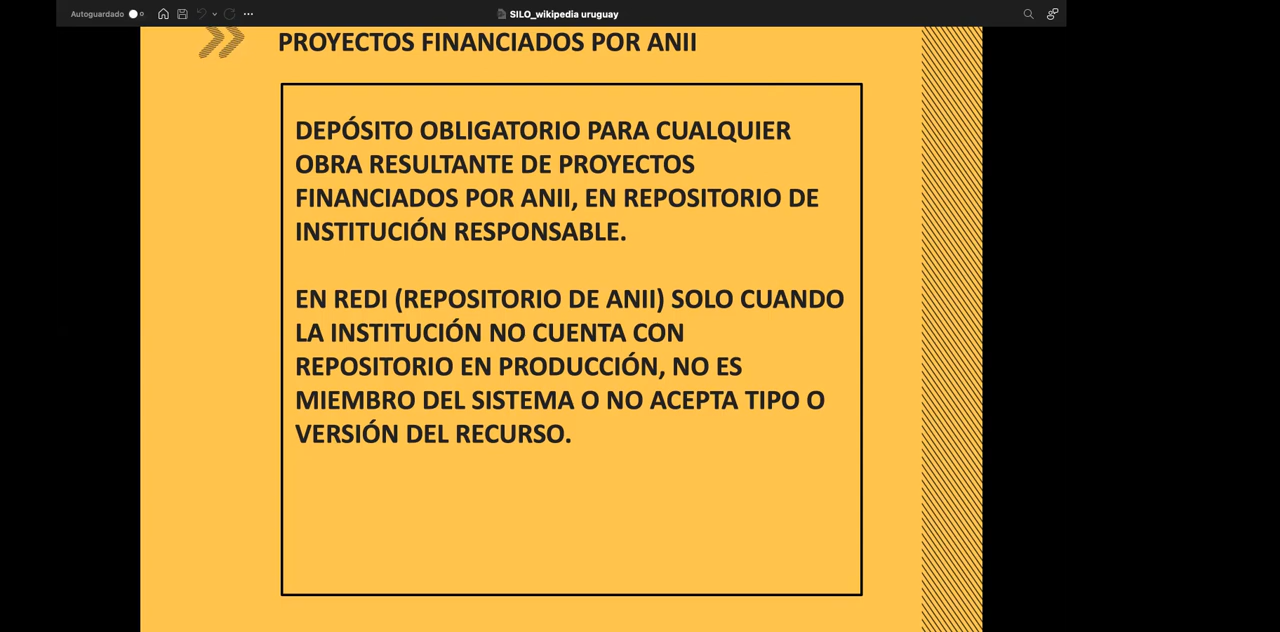 Autoguardado
SILO_wikipedia uruguay
PROYECTOS FINANCIADOS POR ANII
DEPÓSITO OBLIGATORIO PARA CUALQUIER
OBRA RESULTANTE DE PROYECTOS
FINANCIADOS POR ANII, EN REPOSITORIO DE
INSTITUCIÓN RESPONSABLE.
EN REDI (REPOSITORIO DE ANII) SOLO CUANDO
LA INSTITUCIÓN NO CUENTA CON
REPOSITORIO EN PRODUCCIÓN, NO ES
MIEMBRO DEL SISTEMA O NO ACEPTA TIPO O
VERSIÓN DEL RECURSO.